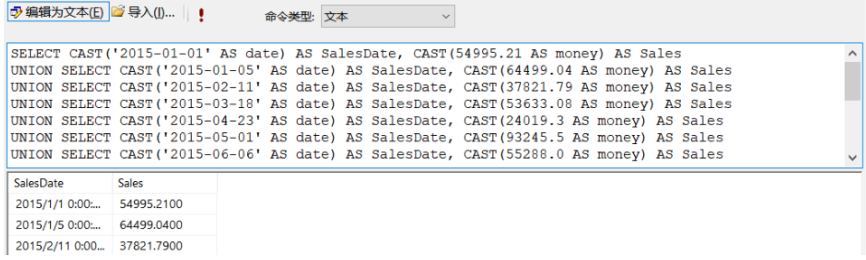 编辑为文本(E) 导入(I)... ! 命令类型: 文本
SELECT CAST('2015-01-01' AS date) AS SalesDate, CAST(54995.21 AS money) AS Sales
UNION SELECT CAST('2015-01-05' AS date) AS SalesDate, CAST(64499.04 AS money) AS Sales
UNION SELECT CAST('2015-02-11' AS date) AS SalesDate, CAST(37821.79 AS money) AS Sales
UNION SELECT CAST('2015-03-18' AS date) AS SalesDate, CAST(53633.08 AS money) AS Sales
UNION SELECT CAST('2015-04-23' AS date) AS SalesDate, CAST(24019.3 AS money) AS Sales
UNION SELECT CAST('2015-05-01' AS date) AS SalesDate, CAST(93245.5 AS money) AS Sales
UNION SELECT CAST('2015-06-06' AS date) AS SalesDate, CAST(55288.0 AS money) AS Sales
SalesDate Sales
2015/1/1 0:00:... 54995.2100
2015/1/5 0:00:... 64499.0400
2015/2/11 0:00... 37821.7900